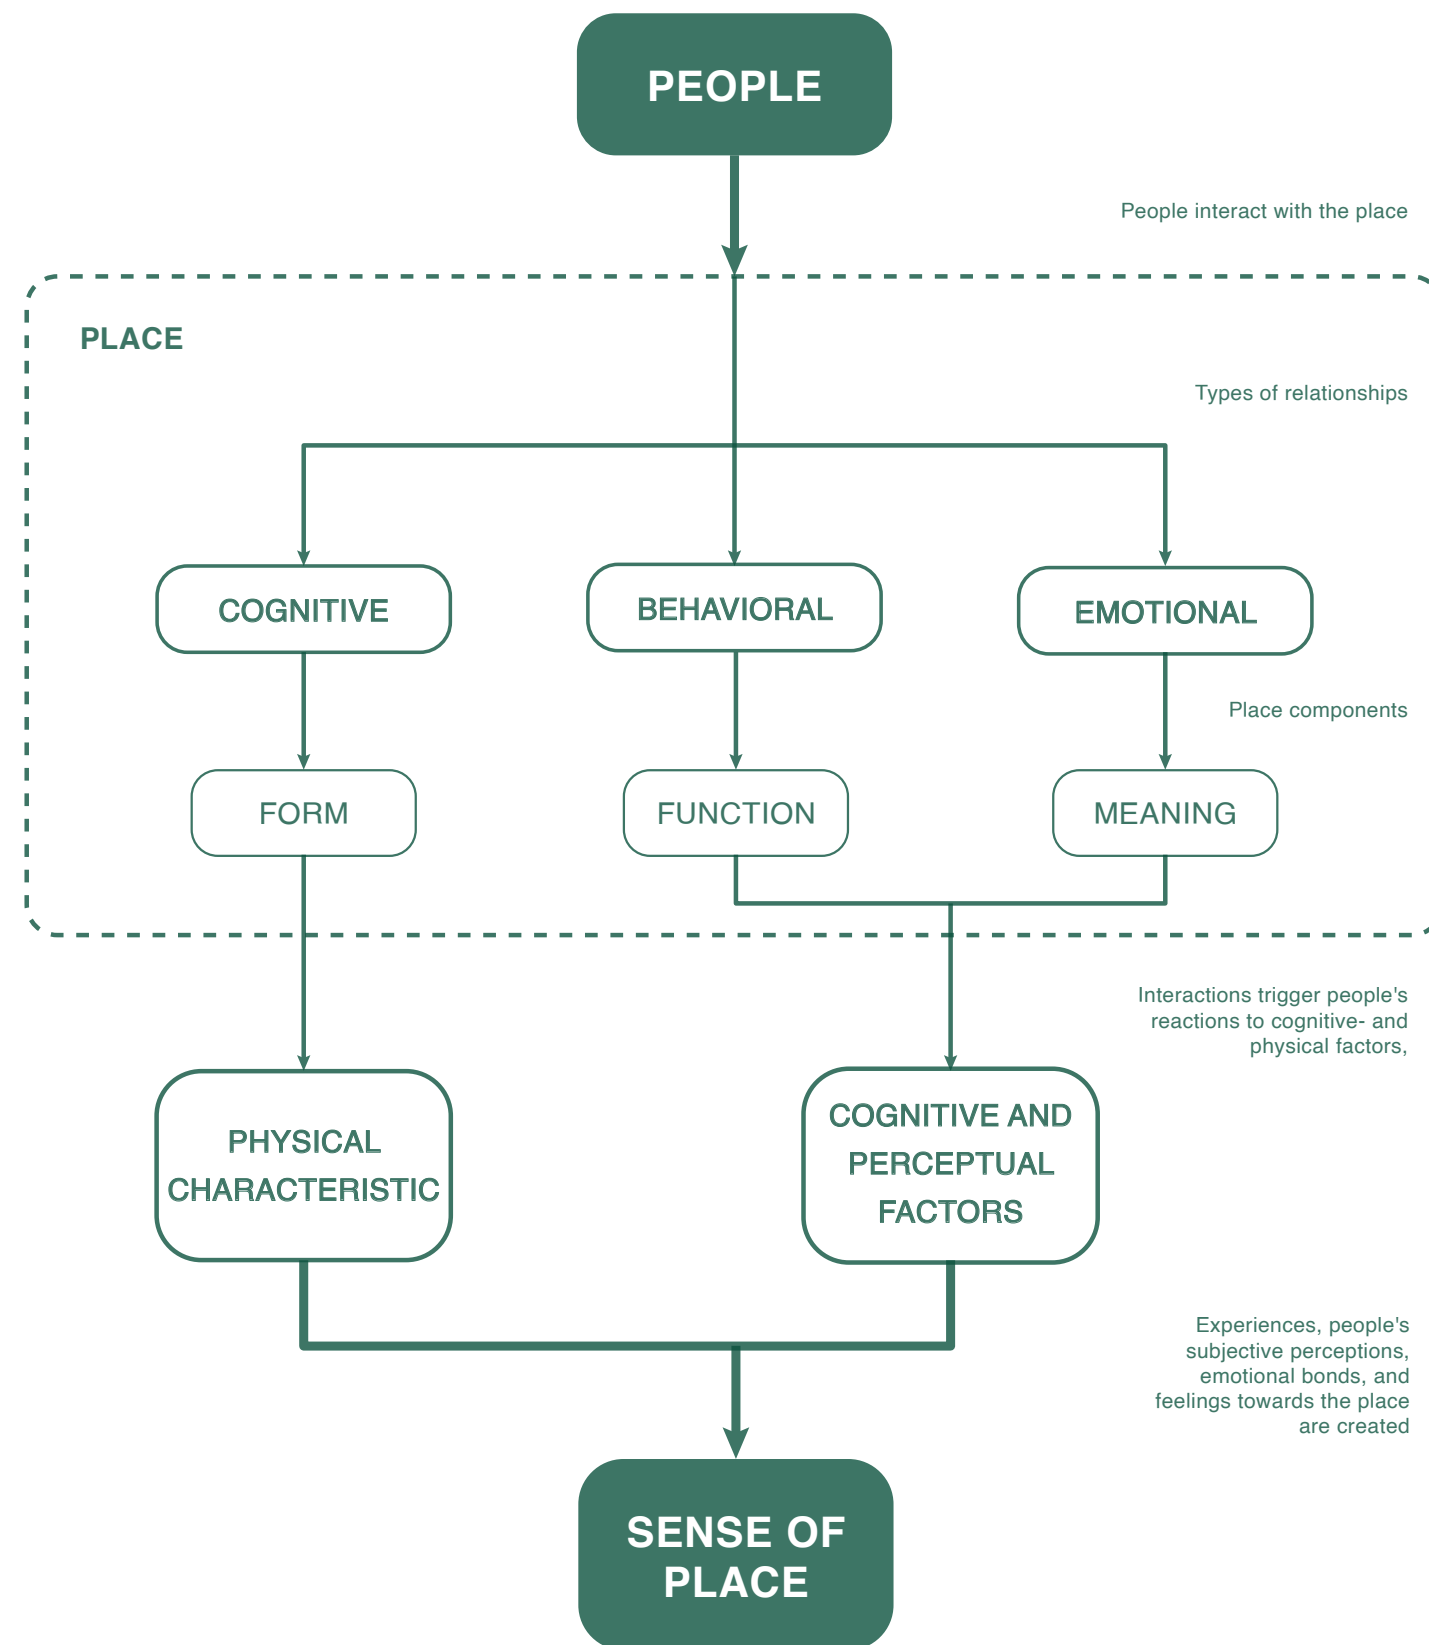 PEOPLE
People interact with the place
PLACE
Types of relationships
COGNITIVE
BEHAVIORAL
EMOTIONAL
Place components
FORM
FUNCTION
MEANING
Interactions trigger people's
reactions to cognitive- and
physical factors,
PHYSICAL
CHARACTERISTIC
COGNITIVE AND
PERCEPTUAL
FACTORS
Experiences, people's
subjective perceptions,
emotional bonds, and
feelings towards the place
are created
SENSE OF
PLACE